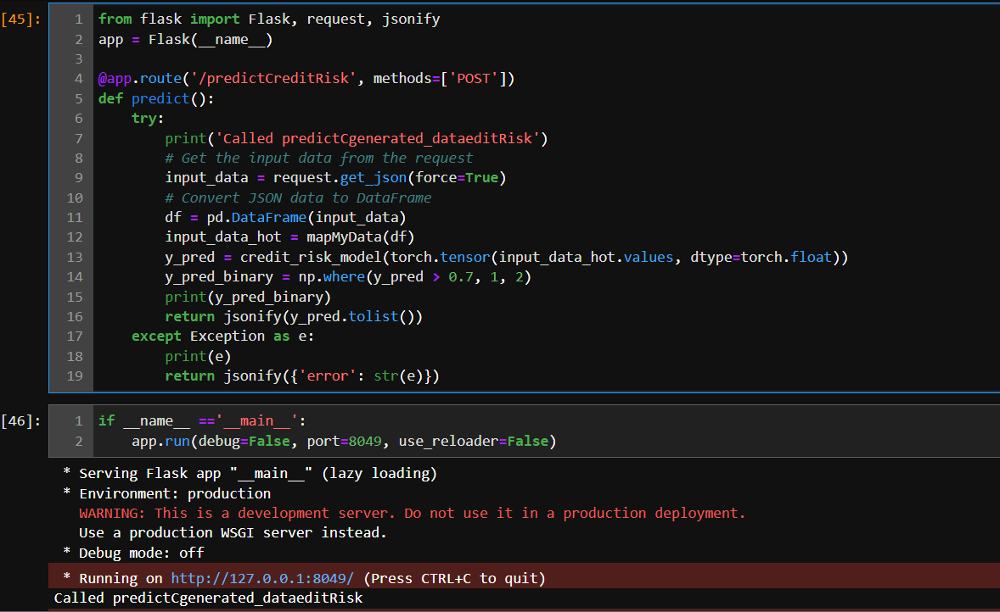 [45]:
1 from flask import Flask, request, jsonify
2 app = Flask(__name__)
3
4 @app.route('/predictCreditRisk', methods=['POST'])
5 def predict():
6     try:
7         print('Called predictCgenerated_dataeditRisk')
8         # Get the input data from the request
9         input_data = request.get_json(force=True)
10         # Convert JSON data to DataFrame
11         df = pd.DataFrame(input_data)
12         input_data_hot = mapMyData(df)
13         y_pred = credit_risk_model(torch.tensor(input_data_hot.values, dtype=torch.float))
14         y_pred_binary = np.where(y_pred > 0.7, 1, 2)
15         print(y_pred_binary)
16         return jsonify(y_pred.tolist())
17     except Exception as e:
18         print(e)
19         return jsonify({'error': str(e)})
[46]:
1 if __name__ =='__main__':
2     app.run(debug=False, port=8049, use_reloader=False)
* Serving Flask app "__main__" (lazy loading)
* Environment: production
WARNING: This is a development server. Do not use it in a production deployment.
Use a production WSGI server instead.
* Debug mode: off
* Running on http://127.0.0.1:8049/ (Press CTRL+C to quit)
Called predictCgenerated_dataeditRisk